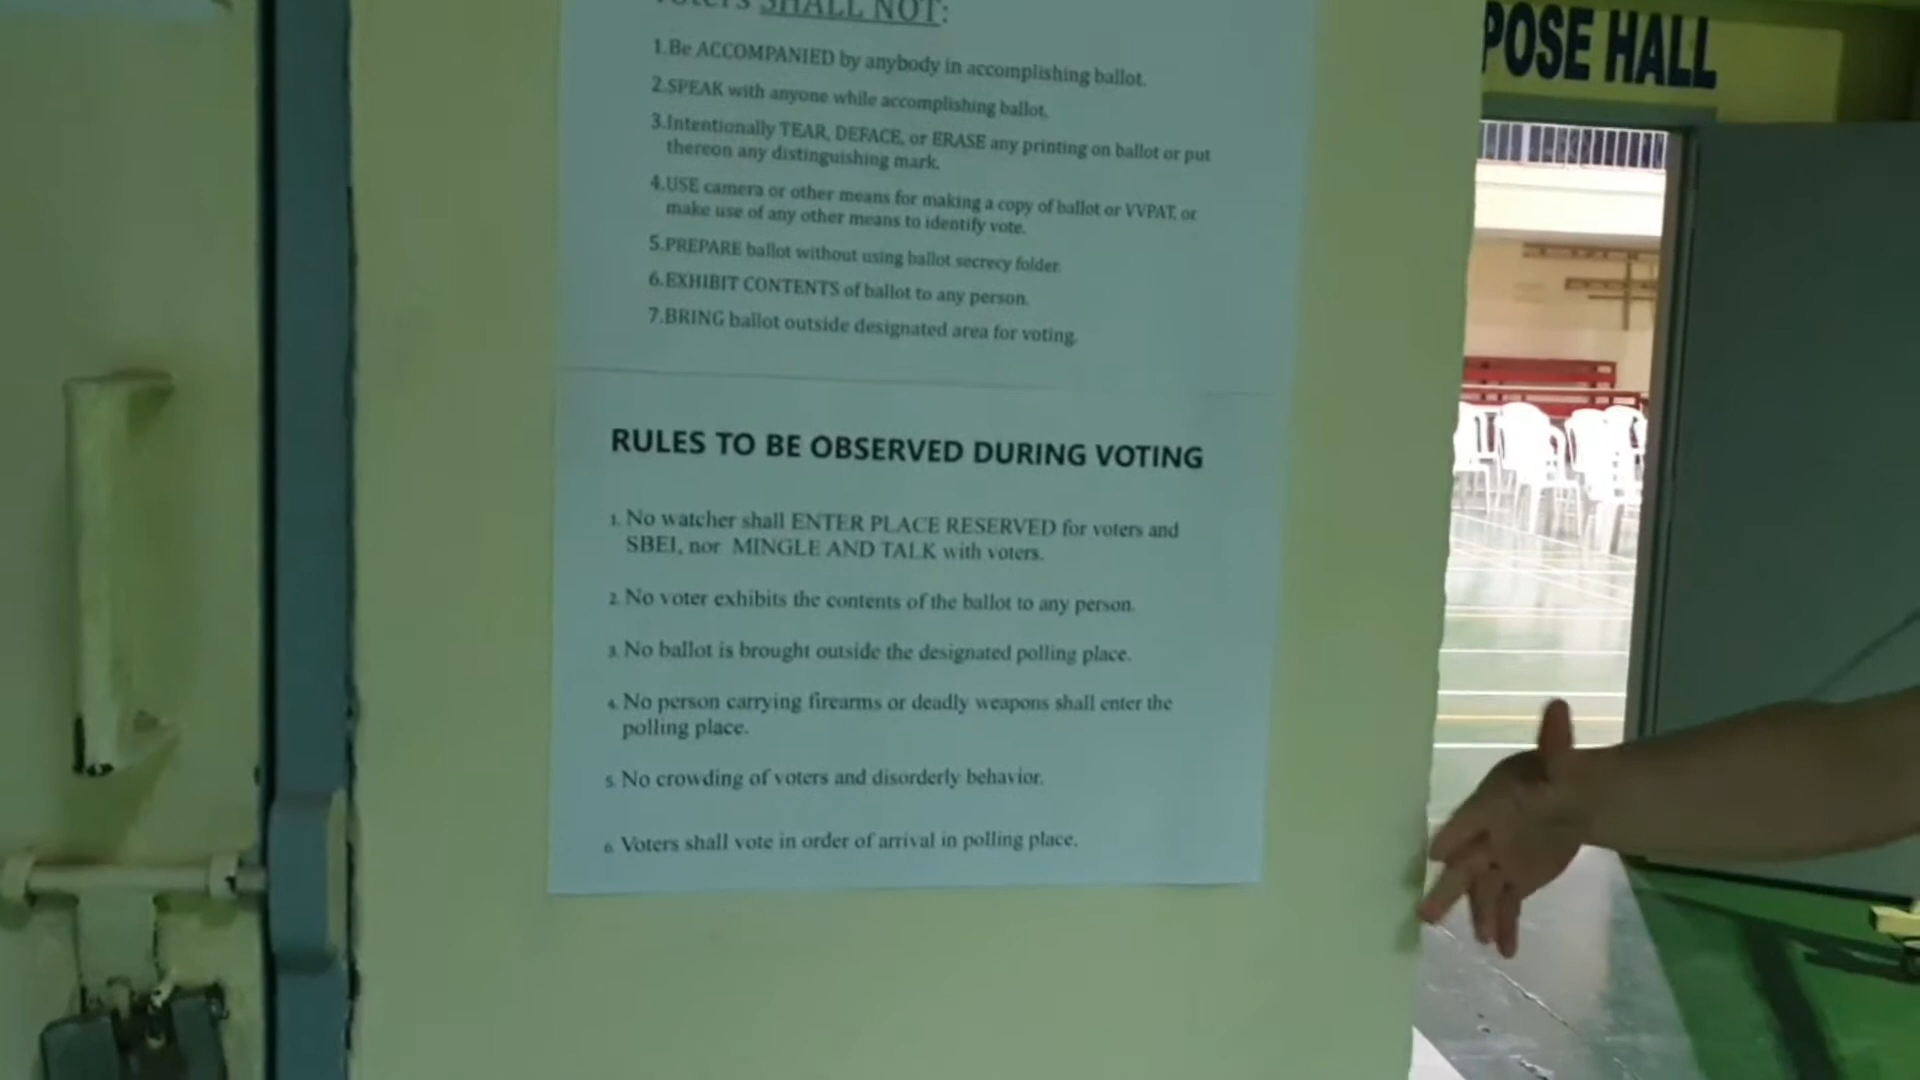 Voters SHALL NOT:
1.Be ACCOMPANIED by anybody in accomplishing ballot.
2.SPEAK with anyone while accomplishing ballot.
3.Intentionally TEAR, DEFACE, or ERASE any printing on ballot or put
thereon any distinguishing mark.
4.USE camera or other means for making a copy of ballot or VVPAT, or
make use of any other means to identify vote.
5.PREPARE ballot without using ballot secrecy folder.
6.EXHIBIT CONTENTS of ballot to any person.
7.BRING ballot outside designated area for voting.
RULES TO BE OBSERVED DURING VOTING
1. No watcher shall ENTER PLACE RESERVED for voters and
SBEI, nor MINGLE AND TALK with voters.
2. No voter exhibits the contents of the ballot to any person.
3. No ballot is brought outside the designated polling place.
4. No person carrying firearms or deadly weapons shall enter the
polling place.
5. No crowding of voters and disorderly behavior.
6. Voters shall vote in order of arrival in polling place.
POSE HALL